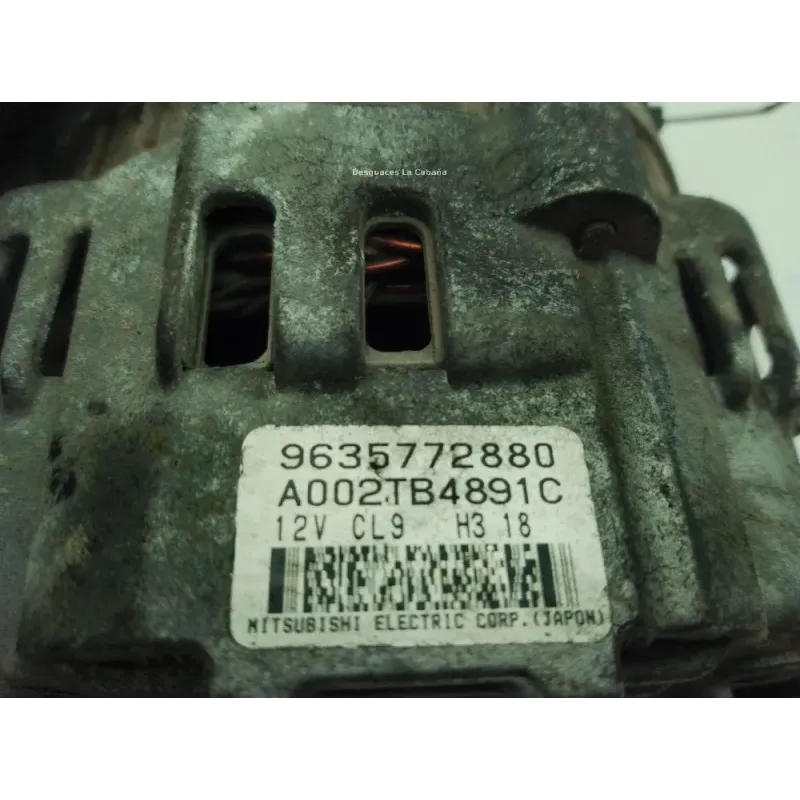 Desguaces La Cabaña
9635772880
A002TB4891C
12V CL9 H3 18
MITSUBISHI ELECTRIC CORP.(JAPON)